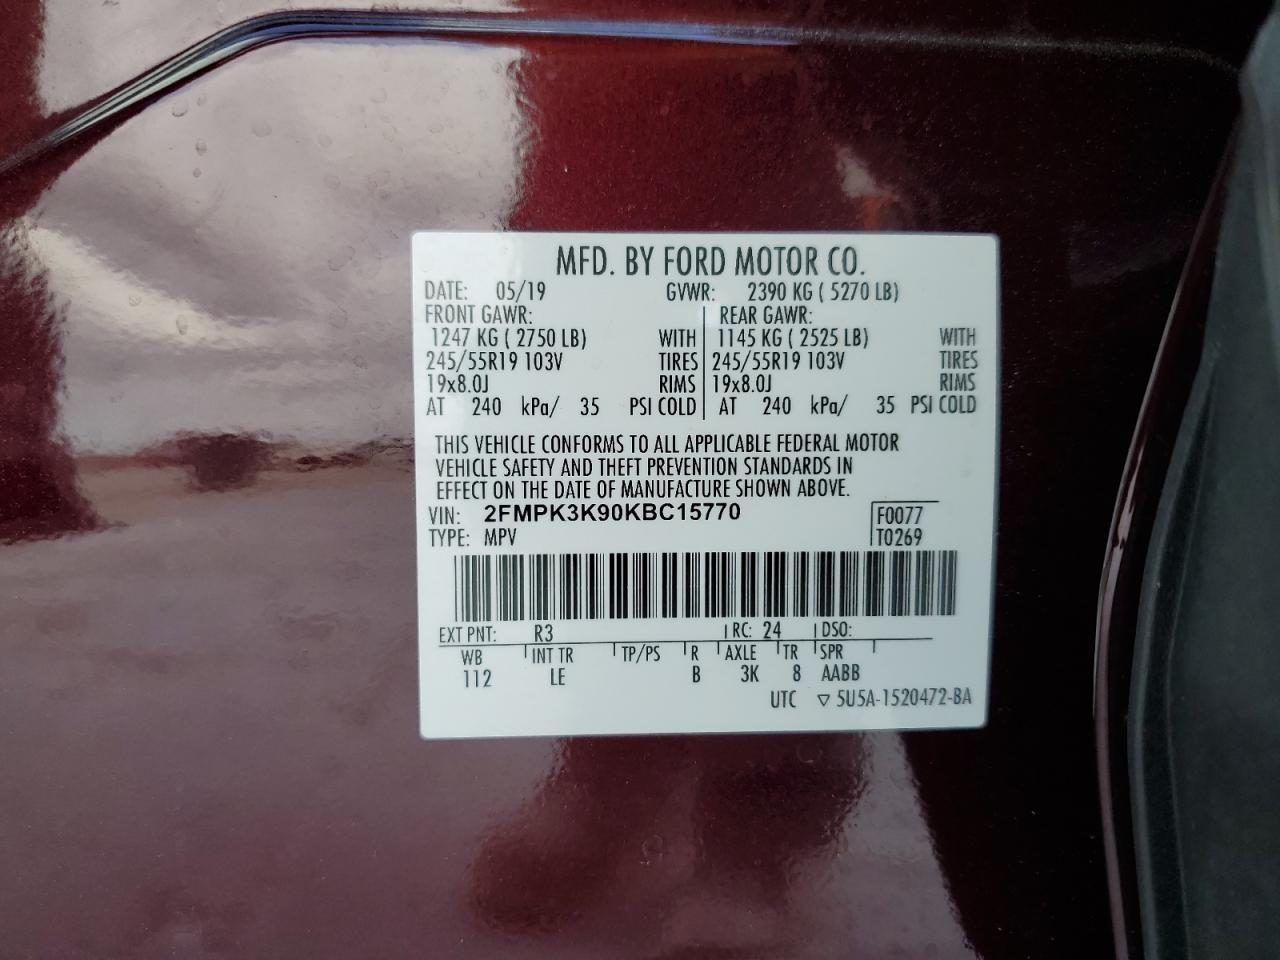 MFD. BY FORD MOTOR CO.
DATE: 05/19 GVWR: 2390 KG ( 5270 LB)
FRONT GAWR: REAR GAWR:
1247 KG ( 2750 LB) WITH 1145 KG ( 2525 LB) WITH
245/55R19 103V TIRES 245/55R19 103V TIRES
19x8.0J RIMS 19x8.0J RIMS
AT 240 kPa/ 35 PSI COLD AT 240 kPa/ 35 PSI COLD
THIS VEHICLE CONFORMS TO ALL APPLICABLE FEDERAL MOTOR
VEHICLE SAFETY AND THEFT PREVENTION STANDARDS IN
EFFECT ON THE DATE OF MANUFACTURE SHOWN ABOVE.
VIN: 2FMPK3K90KBC15770 F0077
TYPE: MPV T0269
EXT PNT: R3 RC: 24 DSO:
WB INT TR TP/PS R AXLE TR SPR
112 LE B 3K 8 AABB
UTC ▽ 5U5A-1520472-BA